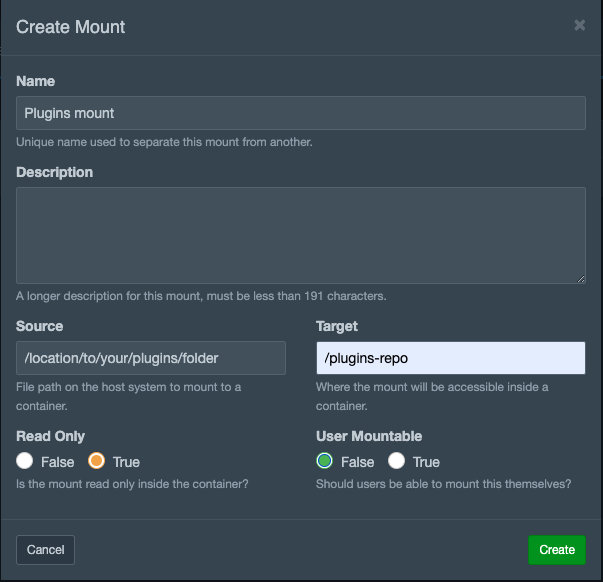 Create Mount
Name
Plugins mount
Unique name used to separate this mount from another.
Description
A longer description for this mount, must be less than 191 characters.
Source
Target
/location/to/your/plugins/folder
/plugins-repo
File path on the host system to mount to a
container.
Where the mount will be accessible inside a
container.
Read Only
User Mountable
False True
False True
Is the mount read only inside the container?
Should users be able to mount this themselves?
Cancel
Create